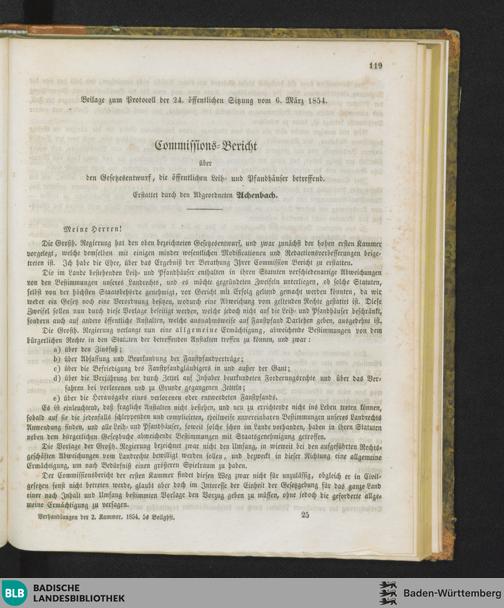 119
Beilage zum Protocoll der 24. öffentlichen Sitzung vom 6. März 1854.
Commissions-Bericht
über
den Gesetzesentwurf, die öffentlichen Leih- und Pfandhäuser betreffend.
Erstattet durch den Abgeordneten Achenbach.
Meine Herren!
Die Großh. Regierung hat den oben bezeichneten Gesetzesentwurf, und zwar zunächst der hohen ersten Kammer
vorgelegt, welche demselben mit einigen minder wesentlichen Modificationen und Redactionsverbesserungen beige-
treten ist. Ich habe die Ehre, über das Ergebniß der Berathung Ihrer Commission Bericht zu erstatten.
Die im Lande bestehenden Leih- und Pfandhäuser enthalten in ihren Statuten verschiedenartige Abweichungen
von den Bestimmungen unseres Landrechts, und es möchte gegründeten Zweifeln unterliegen, ob solche Statuten,
selbst von der höchsten Staatsbehörde genehmigt, vor Gericht mit Erfolg geltend gemacht werden könnten, da wir
weder ein Gesetz noch eine Verordnung besitzen, wodurch eine Abweichung vom geltenden Rechte gestattet ist. Diese
Zweifel sollen nun durch diese Vorlage beseitigt werden, welche jedoch nicht auf die Leih- und Pfandhäuser beschränkt,
sondern auch auf andere öffentliche Anstalten, welche ausnahmsweise auf Faustpfand Darlehen geben, ausgedehnt ist.
Die Großh. Regierung verlangt nun eine allgemeine Ermächtigung, abweichende Bestimmungen von dem
bürgerlichen Rechte in den Statuten der betreffenden Anstalten treffen zu können, und zwar:
a) über den Zinsfuß;
b) über Abfassung und Beurkundung der Faustpfandverträge;
c) über die Befriedigung des Faustpfandgläubigers in und außer der Gant;
d) über die Verjährung der durch Zettel auf Inhaber beurkundeten Forderungsrechte und über das Ver-
fahren bei verlorenen und zu Grunde gegangenen Zetteln;
e) über die Herausgabe eines verlorenen oder entwendeten Faustpfandes.
Es ist einleuchtend, daß fragliche Anstalten nicht bestehen, und neu zu errichtende nicht ins Leben treten können,
sobald auf sie die jedenfalls schleppenden und complicirten, theilweise unvereinbaren Bestimmungen unseres Landrechts
Anwendung finden, und alle Leih- und Pfandhäuser, soweit solche schon im Lande vorhanden, haben in ihren Statuten
neben dem bürgerlichen Gesetzbuche abweichende Bestimmungen mit Staatsgenehmigung getroffen.
Die Vorlage der Großh. Regierung bezeichnet zwar nicht den Umfang, in wieweit bei den aufgeführten Rechts-
geschäften Abweichungen vom Landrechte bewilligt werden sollen, und bezweckt in dieser Richtung eine allgemeine
Ermächtigung, um nach Bedürfniß einen größeren Spielraum zu haben.
Der Commissionsbericht der ersten Kammer findet diesen Weg zwar nicht für unzulässig, obgleich er in Civil-
gesetzen sonst nicht betreten werde, glaubt aber doch im Interesse der Einheit der Gesetzgebung für das ganze Land
einer nach Inhalt und Umfang bestimmten Vorlage den Vorzug geben zu müssen, ohne jedoch die geforderte allge-
meine Ermächtigung zu versagen.
Verhandlungen der 2. Kammer. 1854. 5s Beilghft.
25
BLB
BADISCHE
LANDESBIBLIOTHEK
Baden-Württemberg